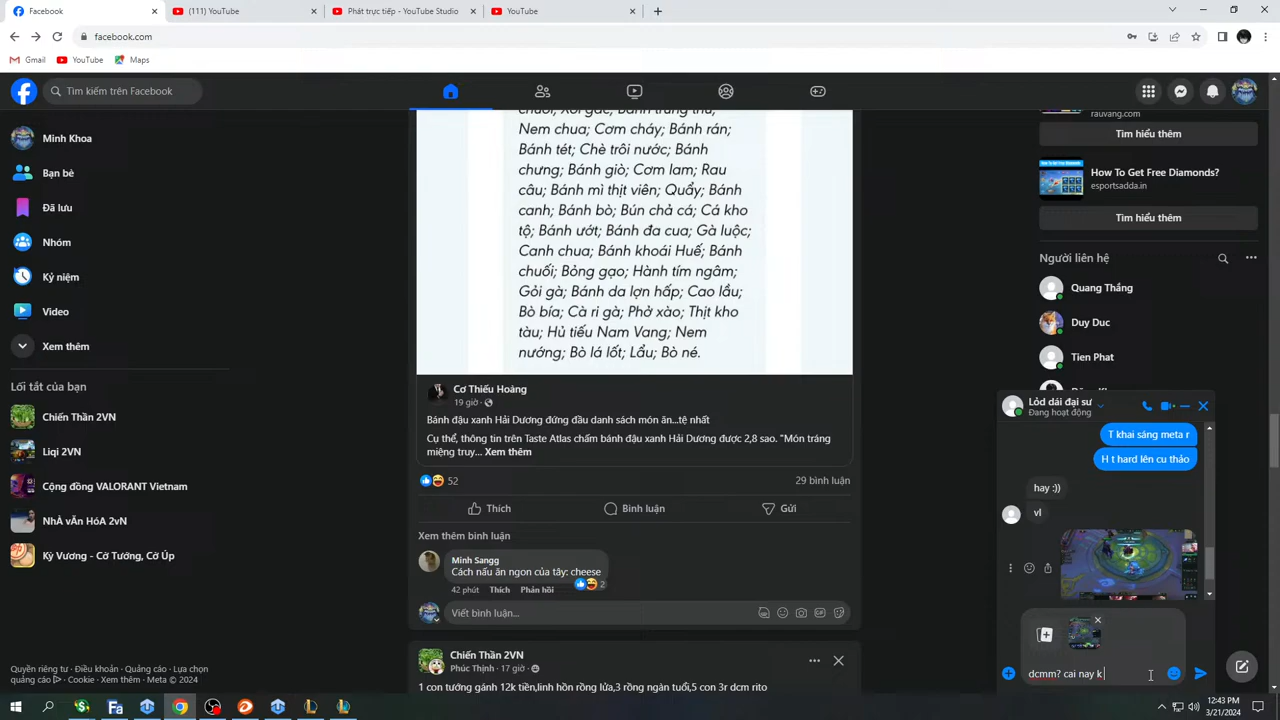 Facebook
(111) YouTube
Phát trực tiếp - YouTube Studio
YouTube
facebook.com
Gmail
YouTube
Maps
Tìm kiếm trên Facebook
Minh Khoa
Bạn bè
Đã lưu
Nhóm
Kỷ niệm
Video
Xem thêm
Lối tắt của bạn
Chiến Thần 2VN
Liqi 2VN
Cộng đồng VALORANT Vietnam
NhÀ vĂn HóA 2vN
Kỳ Vương - Cờ Tướng, Cờ Úp
Quyền riêng tư · Điều khoản · Quảng cáo · Lựa chọn
quảng cáo · Cookie · Xem thêm · Meta © 2024
chuối; Xôi gấc; Bánh trung thu;
Nem chua; Cơm cháy; Bánh rán;
Bánh tét; Chè trôi nước; Bánh
chưng; Bánh giò; Cơm lam; Rau
câu; Bánh mì thịt viên; Quẩy; Bánh
canh; Bánh bò; Bún chả cá; Cá kho
tộ; Bánh ướt; Bánh đa cua; Gà luộc;
Canh chua; Bánh khoái Huế; Bánh
chuối; Bỏng gạo; Hành tím ngâm;
Gỏi gà; Bánh da lợn hấp; Cao lầu;
Bò bía; Cà ri gà; Phở xào; Thịt kho
tàu; Hủ tiếu Nam Vang; Nem
nướng; Bò lá lốt; Lẩu; Bò né.
Cơ Thiếu Hoàng
19 giờ ·
Bánh đậu xanh Hải Dương đứng đầu danh sách món ăn...tệ nhất
Cụ thể, thông tin trên Taste Atlas chấm bánh đậu xanh Hải Dương được 2,8 sao. "Món tráng
miệng truy... Xem thêm
52
29 bình luận
Thích
Bình luận
Gửi
Xem thêm bình luận
Minh Sangg
Cách nấu ăn ngon của tây: cheese
2
42 phút Thích Phản hồi
Viết bình luận...
Chiến Thần 2VN
Phúc Thịnh · 17 giờ ·
1 con tướng gánh 12k tiền,linh hồn rồng lửa,3 rồng ngàn tuổi,5 con 3r dcm rito
rauvang.com
Tìm hiểu thêm
How To Get Free Diamonds?
esportsadda.in
Tìm hiểu thêm
Người liên hệ
Quang Thắng
Duy Duc
Tien Phat
Lỏd dái đại sư
Đang hoạt động
T khai sáng meta r
H t hard lên cu thảo
hay :))
vl
dcmm? cai nay k
12:43 PM
3/21/2024